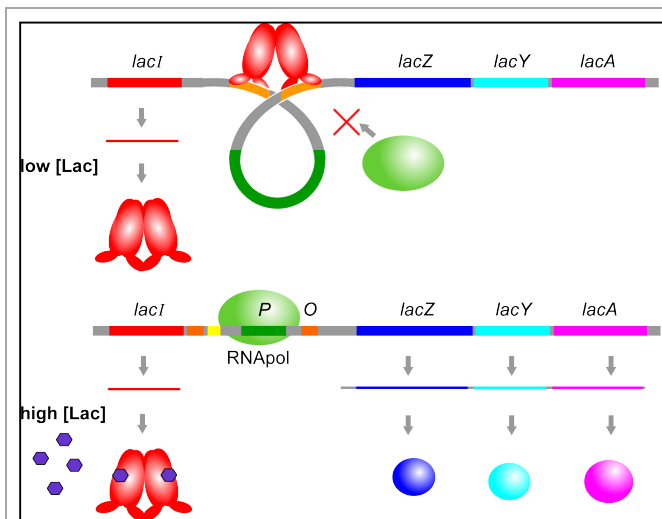 lacI lacZ lacY lacA
low [Lac]
lacI P O lacZ lacY lacA
RNApol
high [Lac]